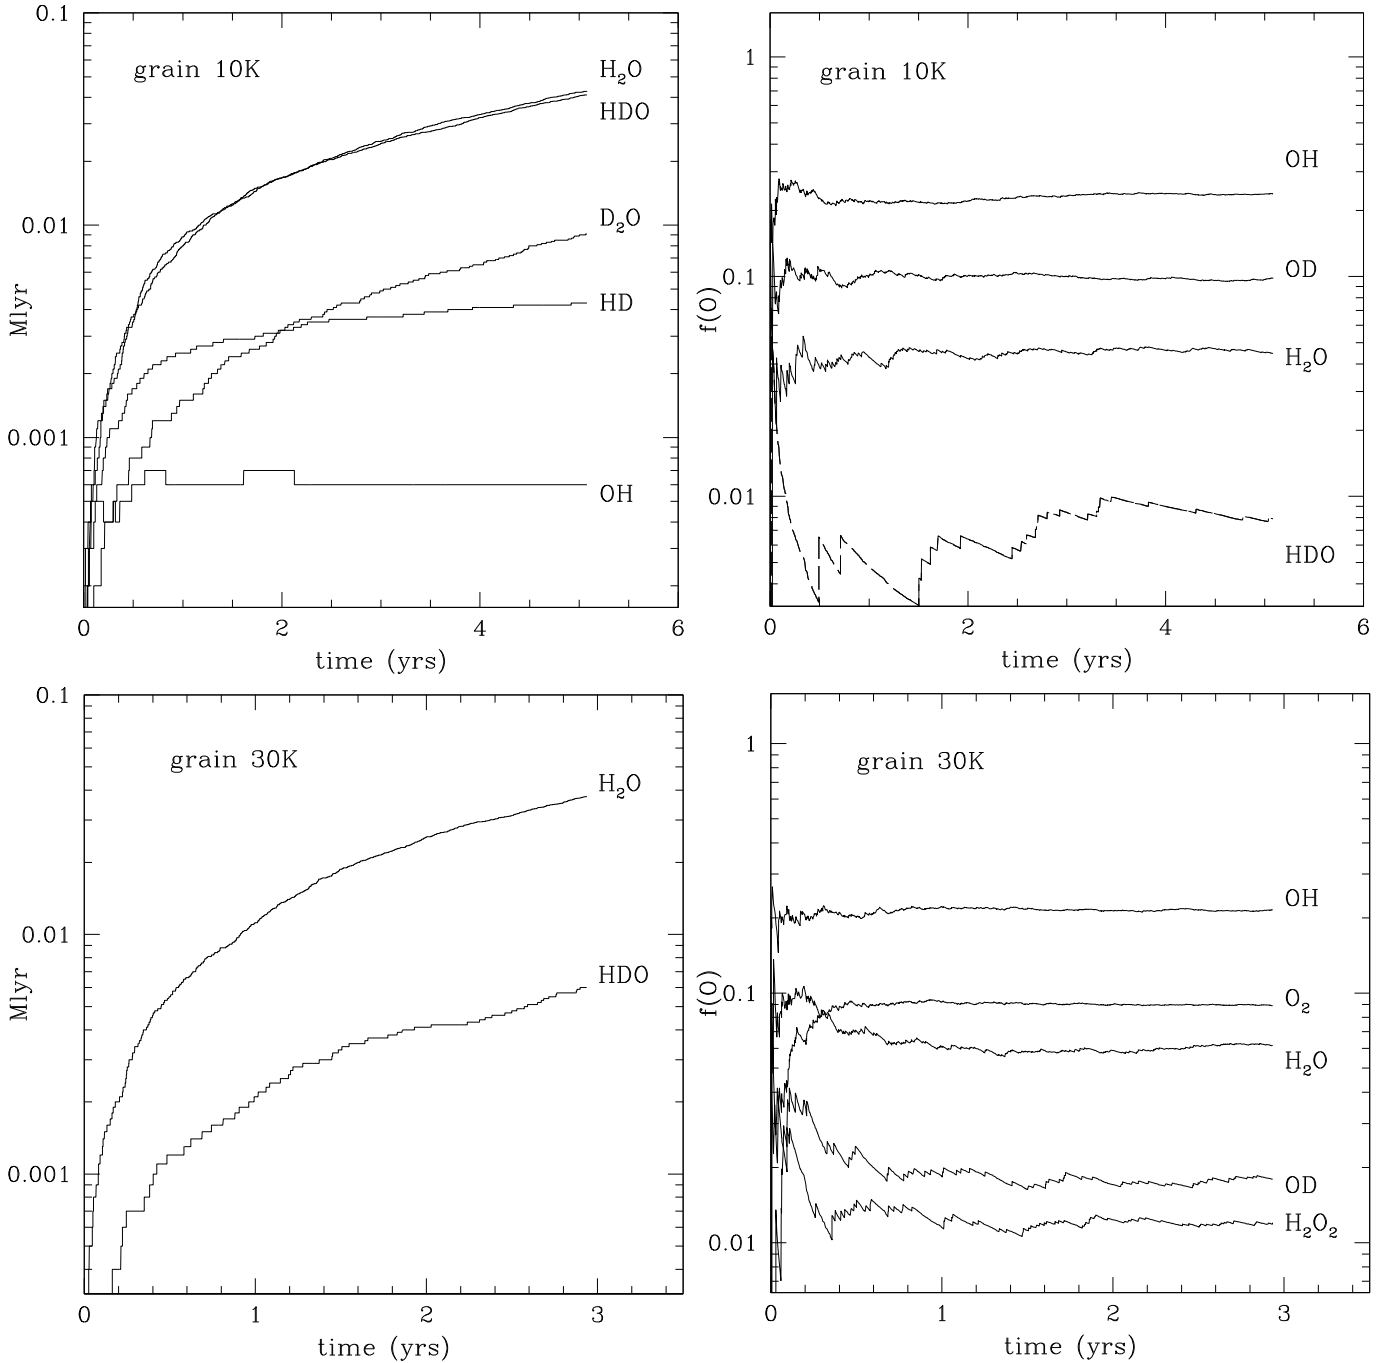 0.1
grain 10K
H₂O
HDO
0.01
D₂O
HD
Mlyr
0.001
OH
0 2 4 6
time (yrs)
1
grain 10K
OH
0.1
OD
f(O)
H₂O
0.01
HDO
0 2 4 6
time (yrs)
0.1
grain 30K
H₂O
0.01
HDO
Mlyr
0.001
0 1 2 3
time (yrs)
1
grain 30K
OH
0.1
O₂
f(O)
H₂O
OD
H₂O₂
0.01
0 1 2 3
time (yrs)